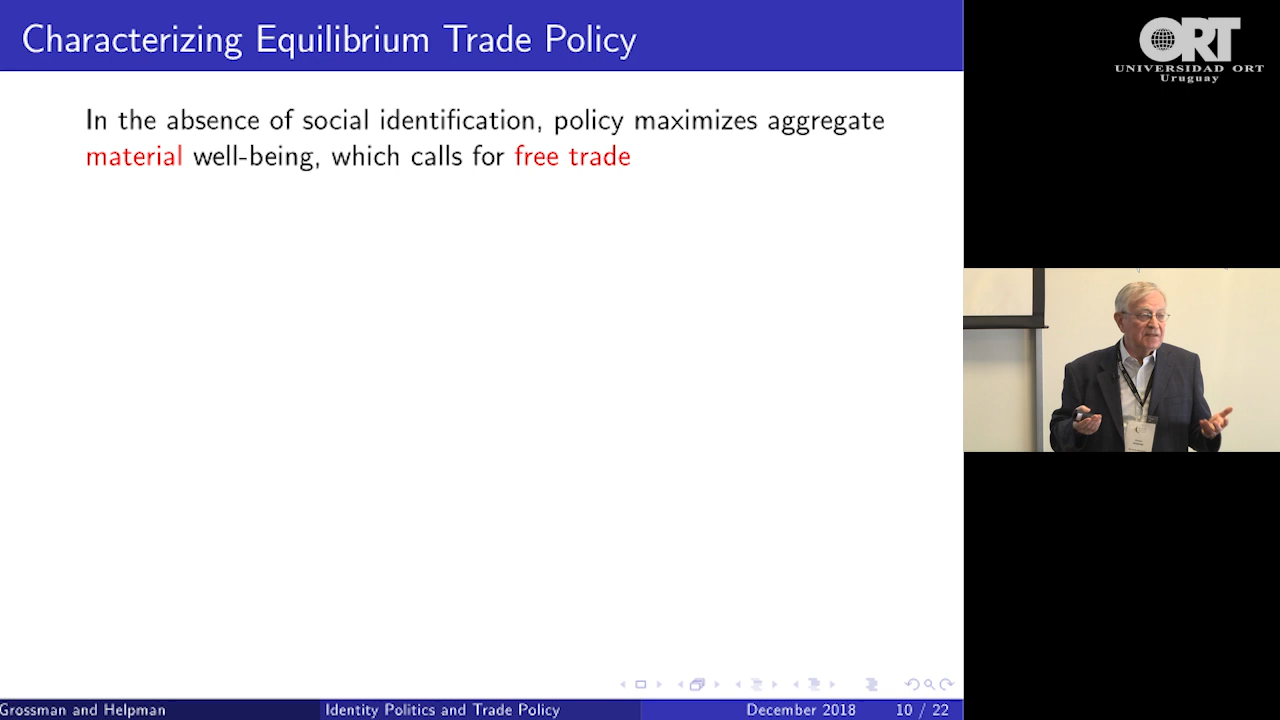 Characterizing Equilibrium Trade Policy
In the absence of social identification, policy maximizes aggregate
material well-being, which calls for free trade
ORT
UNIVERSIDAD ORT
Uruguay
Grossman and Helpman
Identity Politics and Trade Policy
December 2018
10 / 22